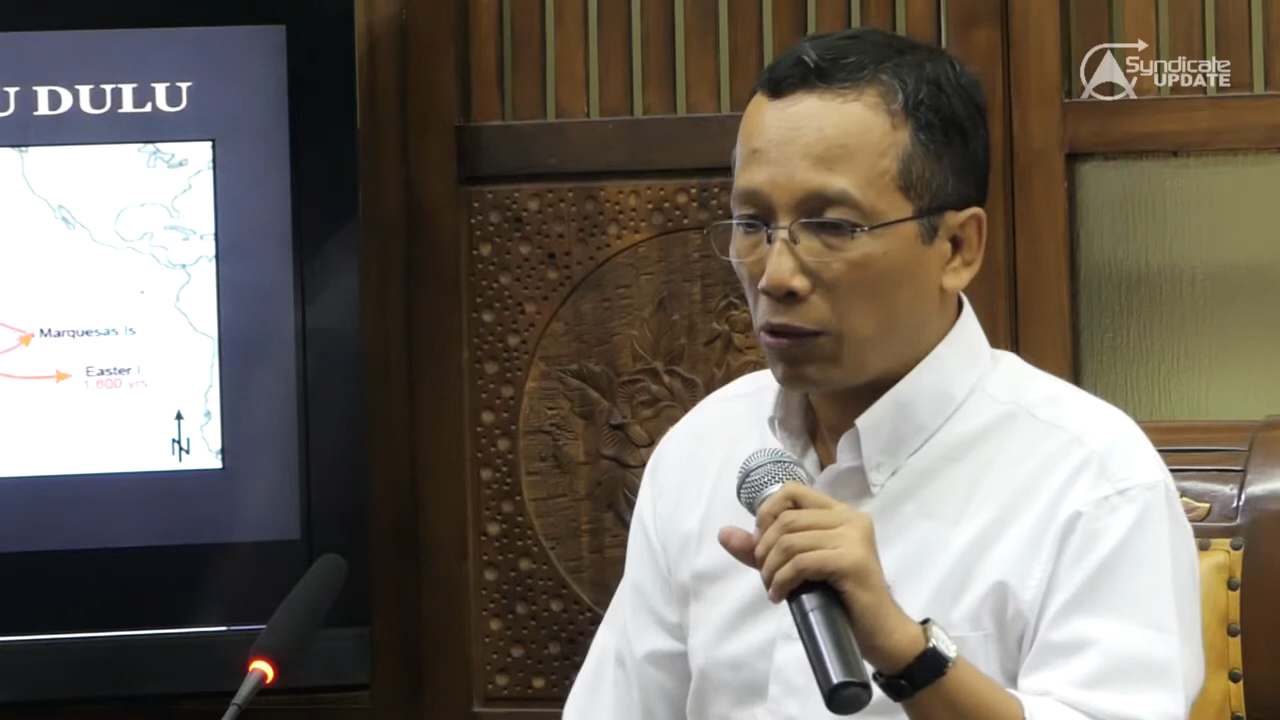 U DULU
Marquesas Is
Easter I
1,600 yrs
N
Syndicate
UPDATE